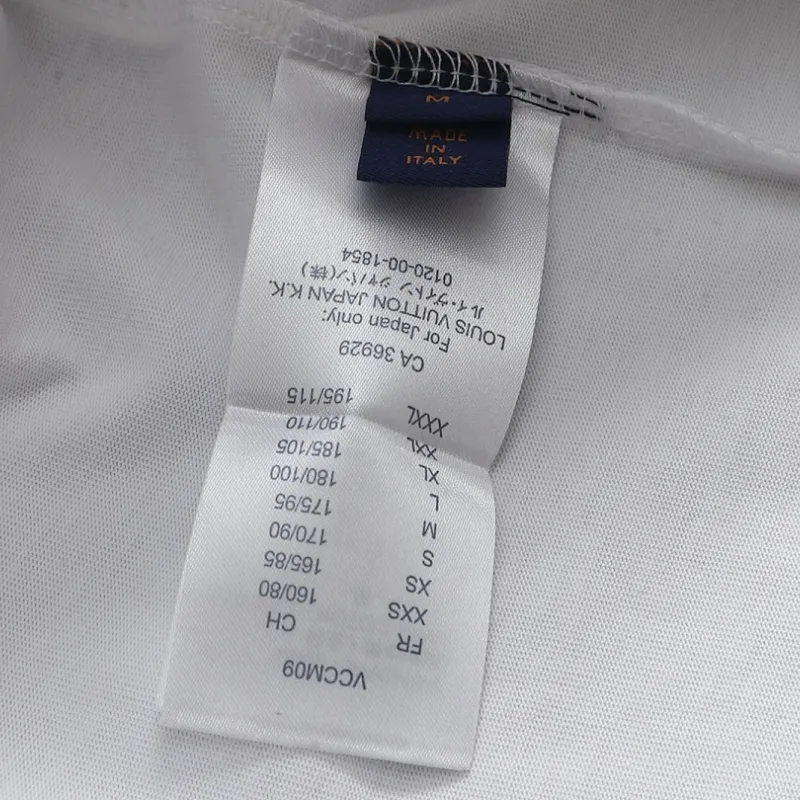 M
MADE
IN
ITALY
VCCM09
FR CH
XXS 160/80
XS 165/85
S 170/90
M 175/95
L 180/100
XL 185/105
XXL 190/110
XXXL 195/115
CA 36929
For Japan only:
LOUIS VUITTON JAPAN K.K.
ルイ・ヴィトン ジャパン(株)
0120-00-1854